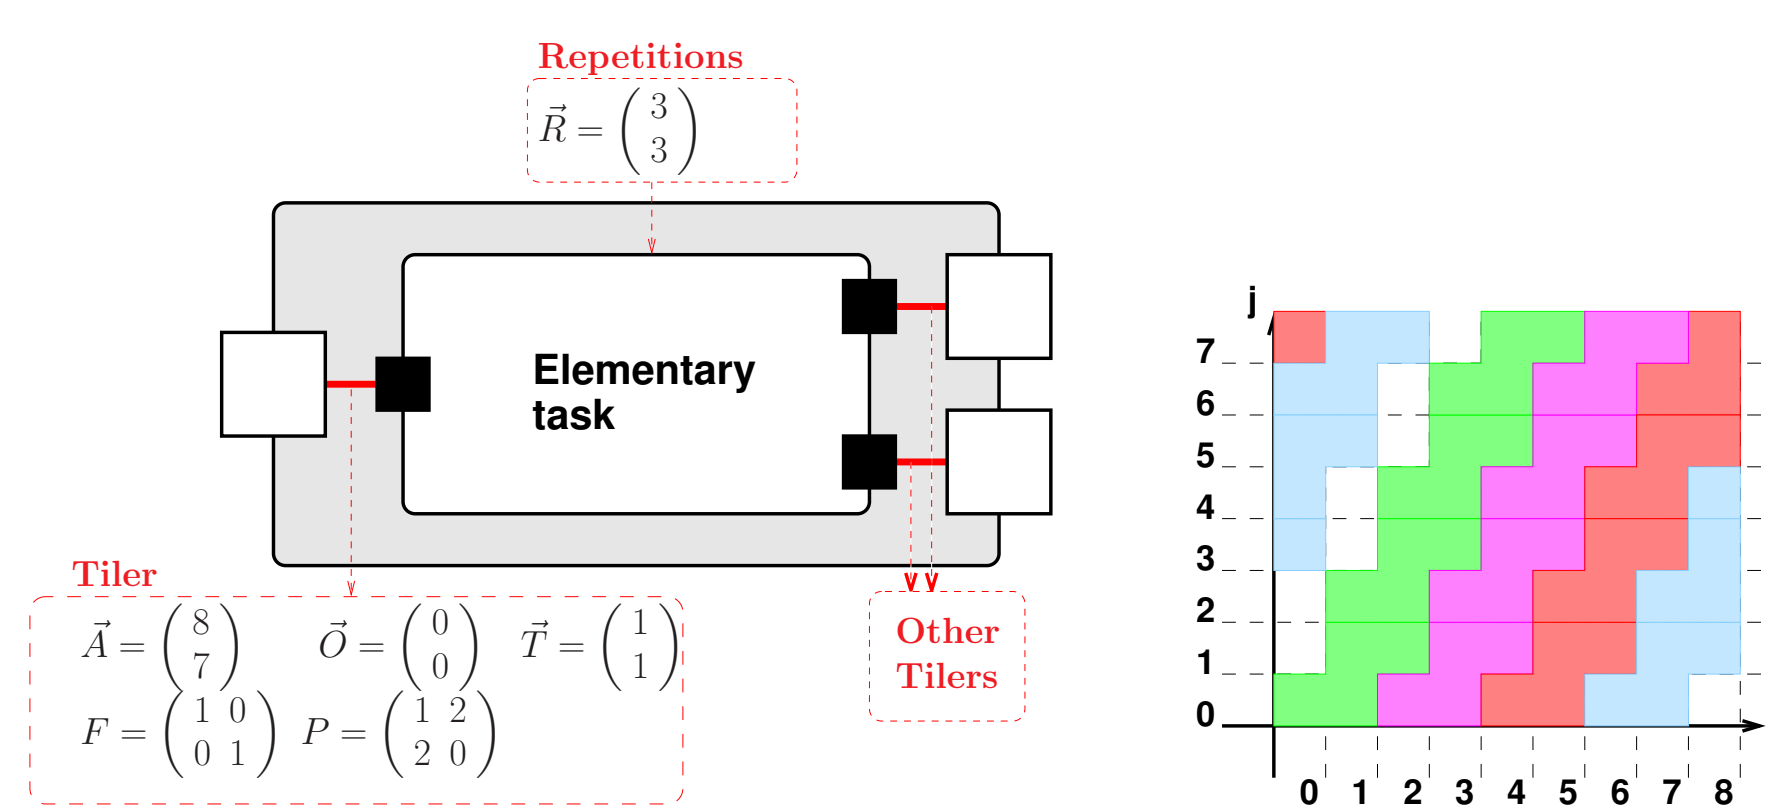 Repetitions
R⃗ = ( 3
3 )
Elementary
task
Tiler
A⃗ = ( 8
7 ) O⃗ = ( 0
0 ) T⃗ = ( 1
1 )
F = ( 1 0
0 1 ) P = ( 1 2
2 0 )
Other
Tilers
j
7
6
5
4
3
2
1
0
0 1 2 3 4 5 6 7 8